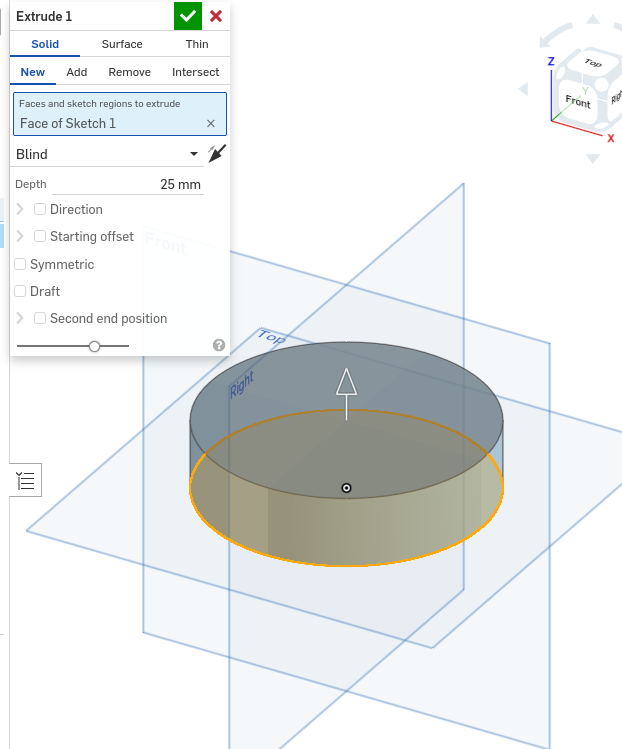 Extrude 1
Solid Surface Thin
New Add Remove Intersect
Faces and sketch regions to extrude
Face of Sketch 1 ×
Blind
Depth 25 mm
Direction
Starting offset
Symmetric
Draft
Second end position
?
Z
Top
Y
Front
X
Front
Top
Right